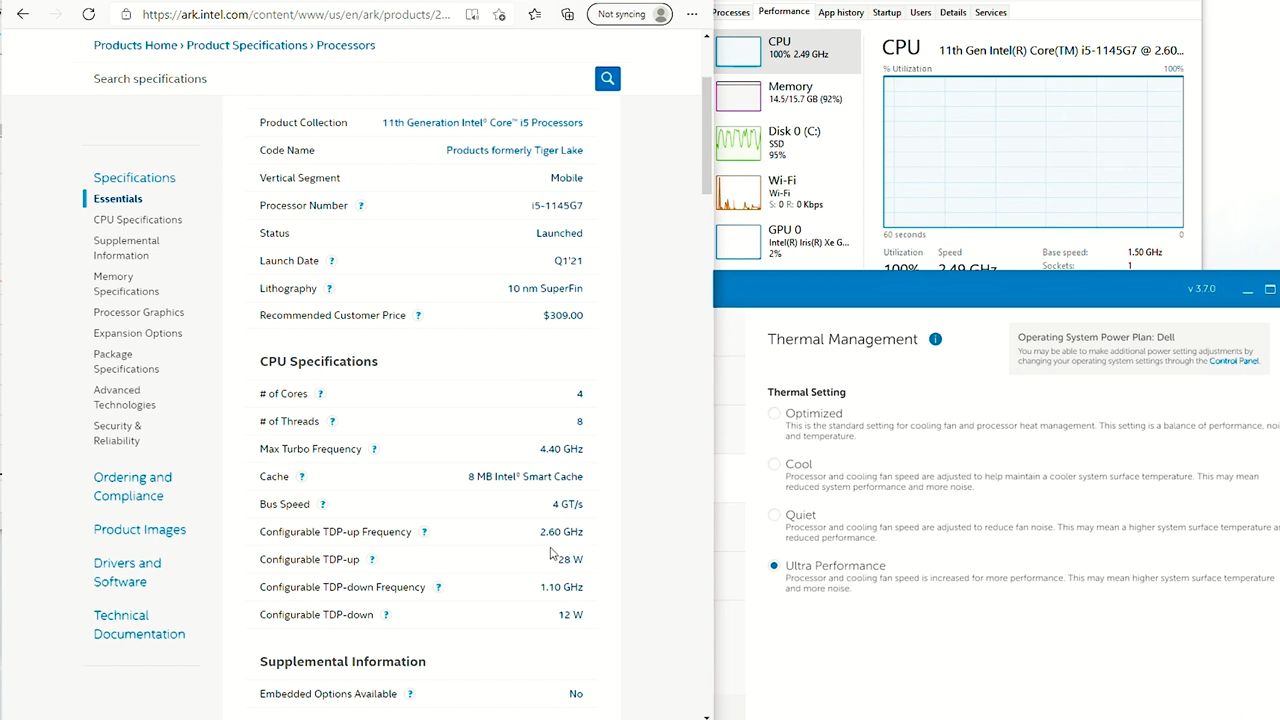 https://ark.intel.com/content/www/us/en/ark/products/2...
Not syncing
Products Home › Product Specifications › Processors
Search specifications
Specifications
Essentials
CPU Specifications
Supplemental
Information
Memory
Specifications
Processor Graphics
Expansion Options
Package
Specifications
Advanced
Technologies
Security &
Reliability
Ordering and
Compliance
Product Images
Drivers and
Software
Technical
Documentation
Product Collection 11th Generation Intel® Core™ i5 Processors
Code Name Products formerly Tiger Lake
Vertical Segment Mobile
Processor Number ? i5-1145G7
Status Launched
Launch Date ? Q1'21
Lithography ? 10 nm SuperFin
Recommended Customer Price ? $309.00
CPU Specifications
# of Cores ? 4
# of Threads ? 8
Max Turbo Frequency ? 4.40 GHz
Cache ? 8 MB Intel® Smart Cache
Bus Speed ? 4 GT/s
Configurable TDP-up Frequency ? 2.60 GHz
Configurable TDP-up ? 28 W
Configurable TDP-down Frequency ? 1.10 GHz
Configurable TDP-down ? 12 W
Supplemental Information
Embedded Options Available ? No
Processes Performance App history Startup Users Details Services
CPU
100% 2.49 GHz
Memory
14.5/15.7 GB (92%)
Disk 0 (C:)
SSD
95%
Wi-Fi
Wi-Fi
S: 0 R: 0 Kbps
GPU 0
Intel(R) Iris(R) Xe G...
2%
CPU 11th Gen Intel(R) Core(TM) i5-1145G7 @ 2.60...
% Utilization 100%
60 seconds 0
Utilization Speed Base speed: 1.50 GHz
100% 2.49 GHz Sockets: 1
v 3.7.0
Thermal Management i
Operating System Power Plan: Dell
You may be able to make additional power setting adjustments by
changing your operating system settings through the Control Panel.
Thermal Setting
Optimized
This is the standard setting for cooling fan and processor heat management. This setting is a balance of performance, noi
and temperature.
Cool
Processor and cooling fan speed are adjusted to help maintain a cooler system surface temperature. This may mean
reduced system performance and more noise.
Quiet
Processor and cooling fan speed are adjusted to reduce fan noise. This may mean a higher system surface temperature a
reduced performance.
Ultra Performance
Processor and cooling fan speed is increased for more performance. This may mean higher system surface temperature
and more noise.